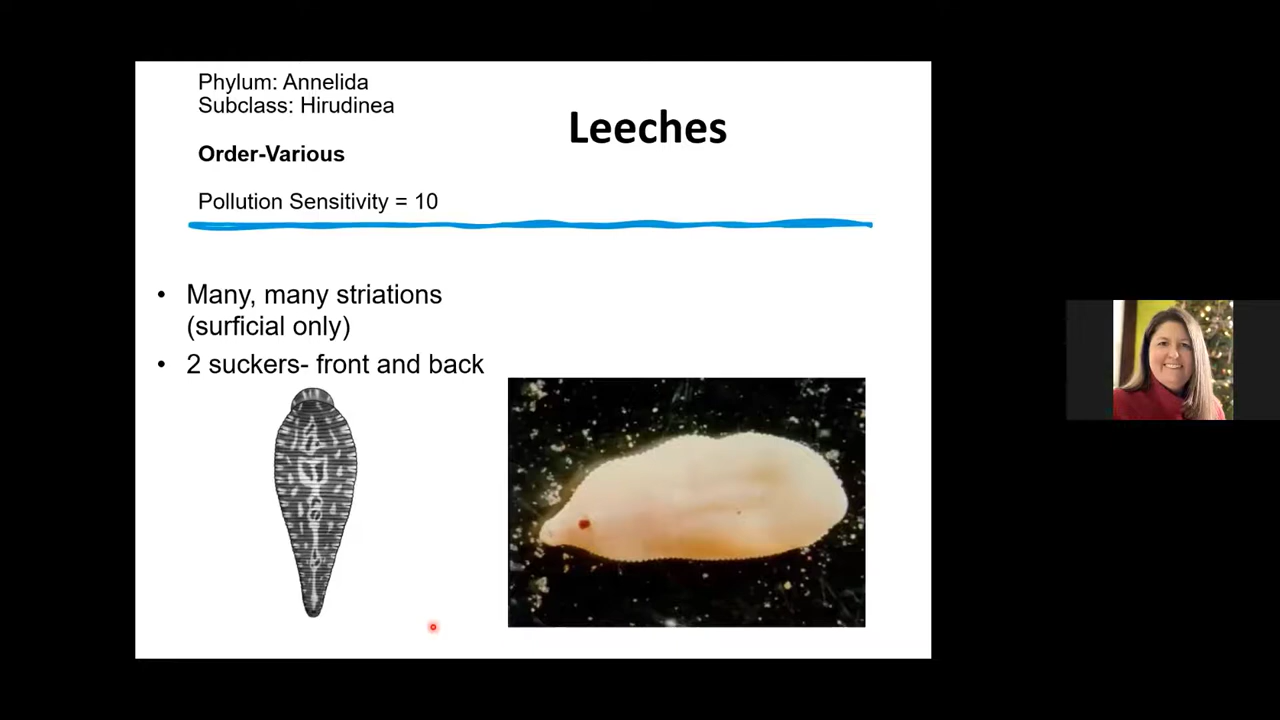 Phylum: Annelida
Subclass: Hirudinea
Order-Various
Pollution Sensitivity = 10
Leeches
• Many, many striations
(surficial only)
• 2 suckers- front and back